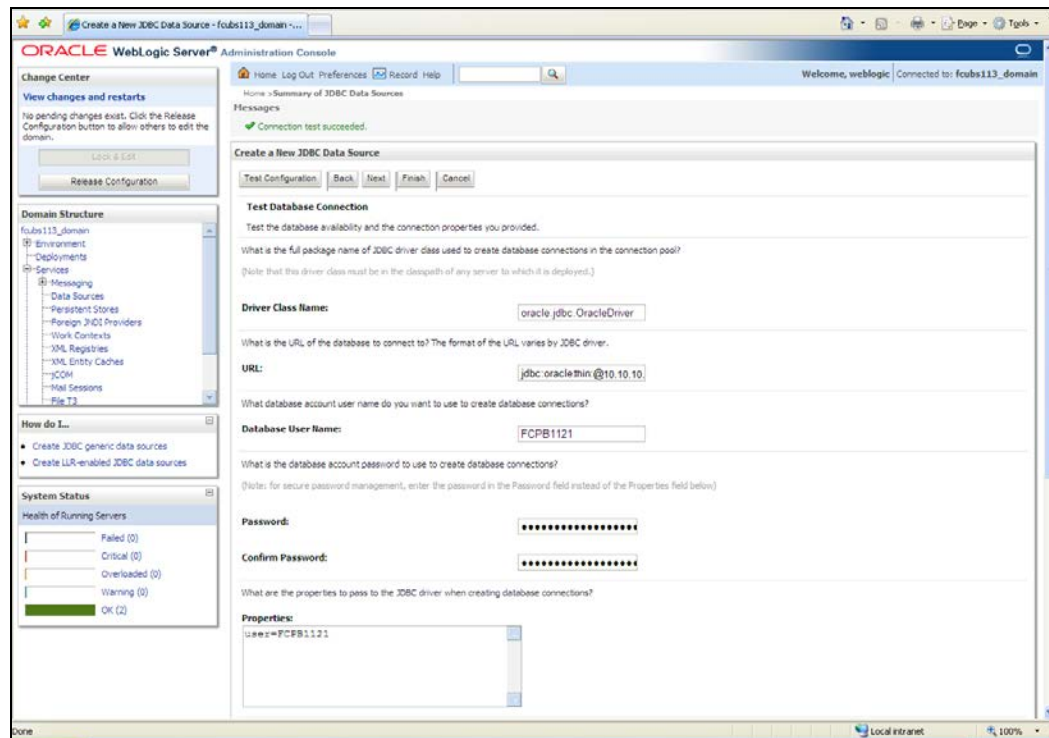 Create a New JDBC Data Source - fcubs113_domain -...
Page
Tools
ORACLE WebLogic Server® Administration Console
Change Center
View changes and restarts
No pending changes exist. Click the Release
Configuration button to allow others to edit the
domain.
Lock & Edit
Release Configuration
Domain Structure
fcubs113_domain
Environment
Deployments
Services
Messaging
Data Sources
Persistent Stores
Foreign JNDI Providers
Work Contexts
XML Registries
XML Entity Caches
jCOM
Mail Sessions
File T3
How do I...
Create JDBC generic data sources
Create LLR-enabled JDBC data sources
System Status
Health of Running Servers
Failed (0)
Critical (0)
Overloaded (0)
Warning (0)
OK (2)
Home Log Out Preferences Record Help
Welcome, weblogic Connected to: fcubs113_domain
Home >Summary of JDBC Data Sources
Messages
Connection test succeeded.
Create a New JDBC Data Source
Test Configuration Back Next Finish Cancel
Test Database Connection
Test the database availability and the connection properties you provided.
What is the full package name of JDBC driver class used to create database connections in the connection pool?
(Note that this driver class must be in the classpath of any server to which it is deployed.)
Driver Class Name: oracle.jdbc.OracleDriver
What is the URL of the database to connect to? The format of the URL varies by JDBC driver.
URL: jdbc:oracle:thin:@10.10.10.
What database account user name do you want to use to create database connections?
Database User Name: FCPB1121
What is the database account password to use to create database connections?
(Note: for secure password management, enter the password in the Password field instead of the Properties field below)
Password:
Confirm Password:
What are the properties to pass to the JDBC driver when creating database connections?
Properties:
user=FCPB1121
Done
Local intranet
100%